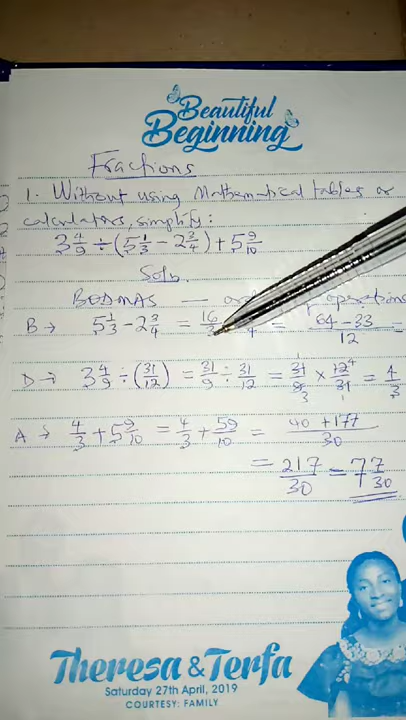 Beautiful
Beginning
Fractions
1. Without using Mathematical tables or
calculators, simplify:
3 4/9 ÷ (5 1/3 − 2 3/4) + 5 9/10
Soln
BODMAS — operations
B → 5 1/3 − 2 3/4 = 16/ = 64 − 33/12 =
D → 3 4/9 ÷ (31/12) = 31/9 ÷ 31/12 = 31/9 3 × 12 4/31 1 = 4/3
A → 4/3 + 5 9/10 = 4/3 + 59/10 = 40 + 177/30
= 217/30 = 7 7/30
Theresa & Terfa
Saturday 27th April, 2019
COURTESY: FAMILY